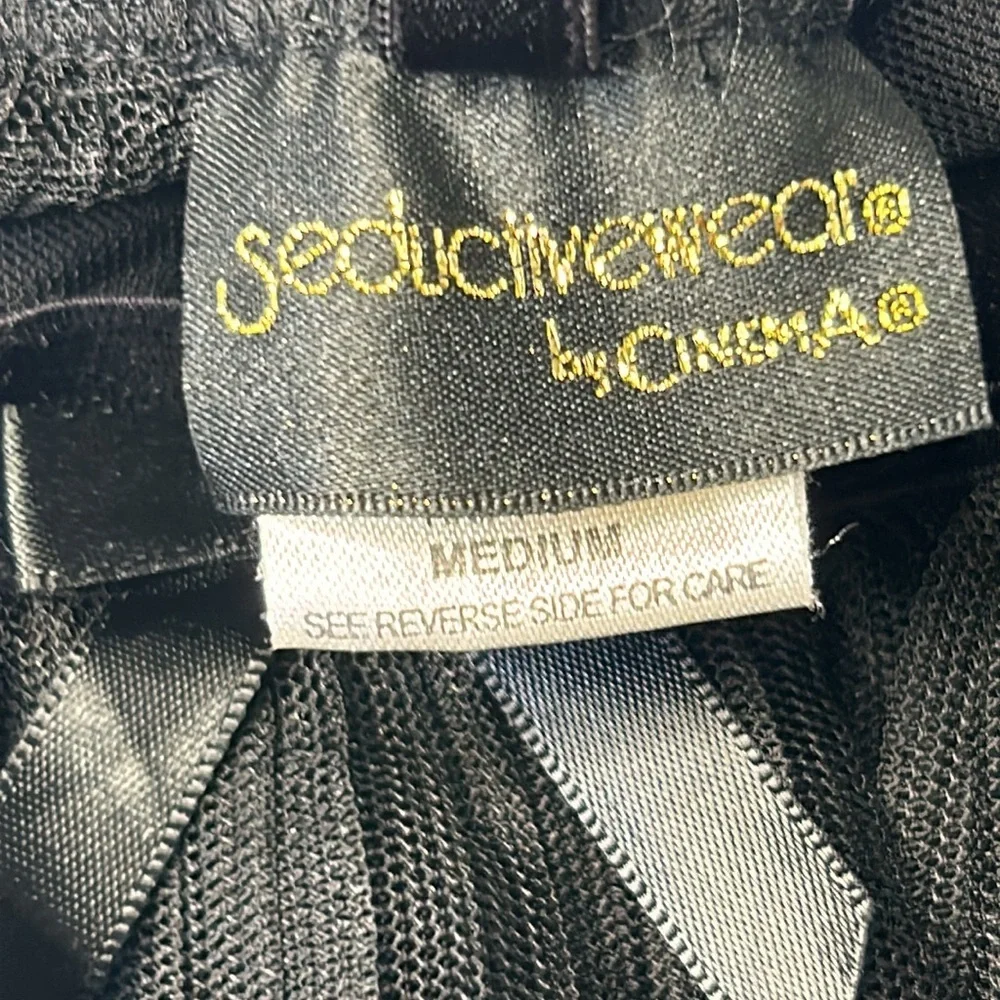 Seductivewear®
by CINEMA®
MEDIUM
SEE REVERSE SIDE FOR CARE